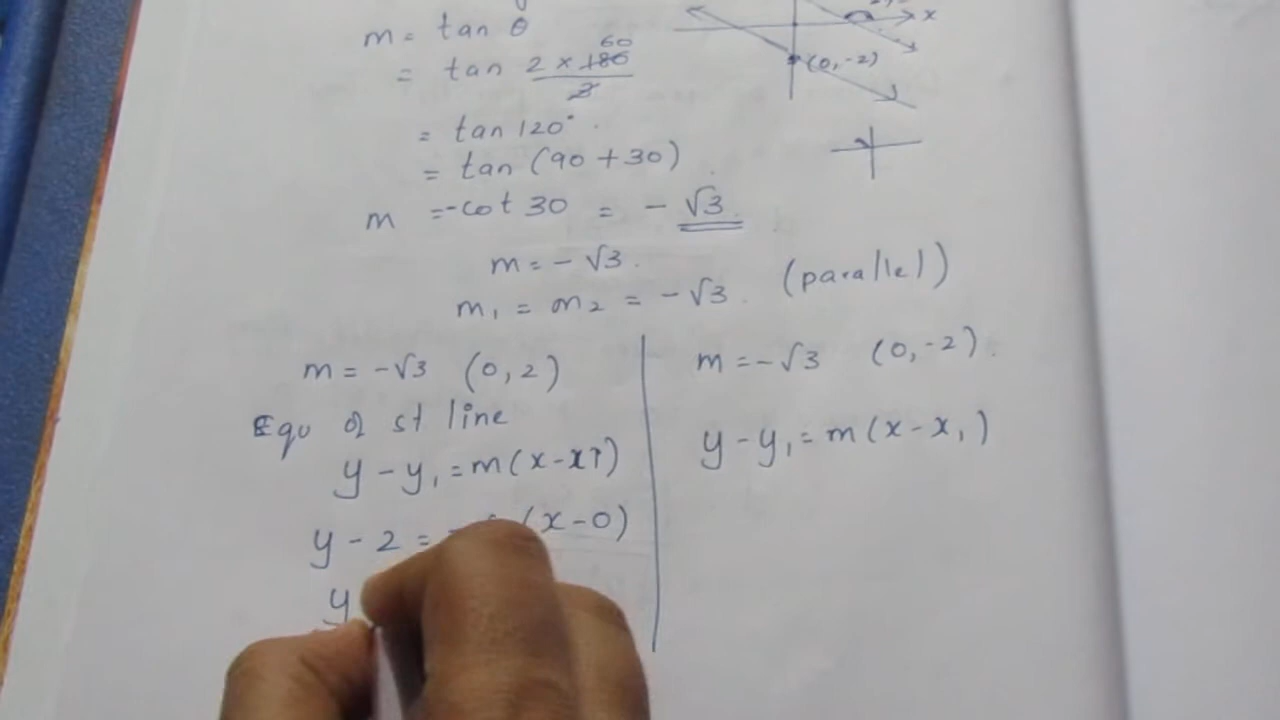 m = tan θ
= tan 2 × 180 60 / 3
x
(0, -2)
= tan 120°.
= tan (90 + 30)
m = -cot 30 = - √3
m = - √3.
m₁ = m₂ = - √3. (parallel)
m = -√3 (0, 2)
Equ of st line
y - y₁ = m(x - x1)
y - 2 = (x - 0)
y
m = -√3 (0, -2).
y - y₁ = m(x - x₁)